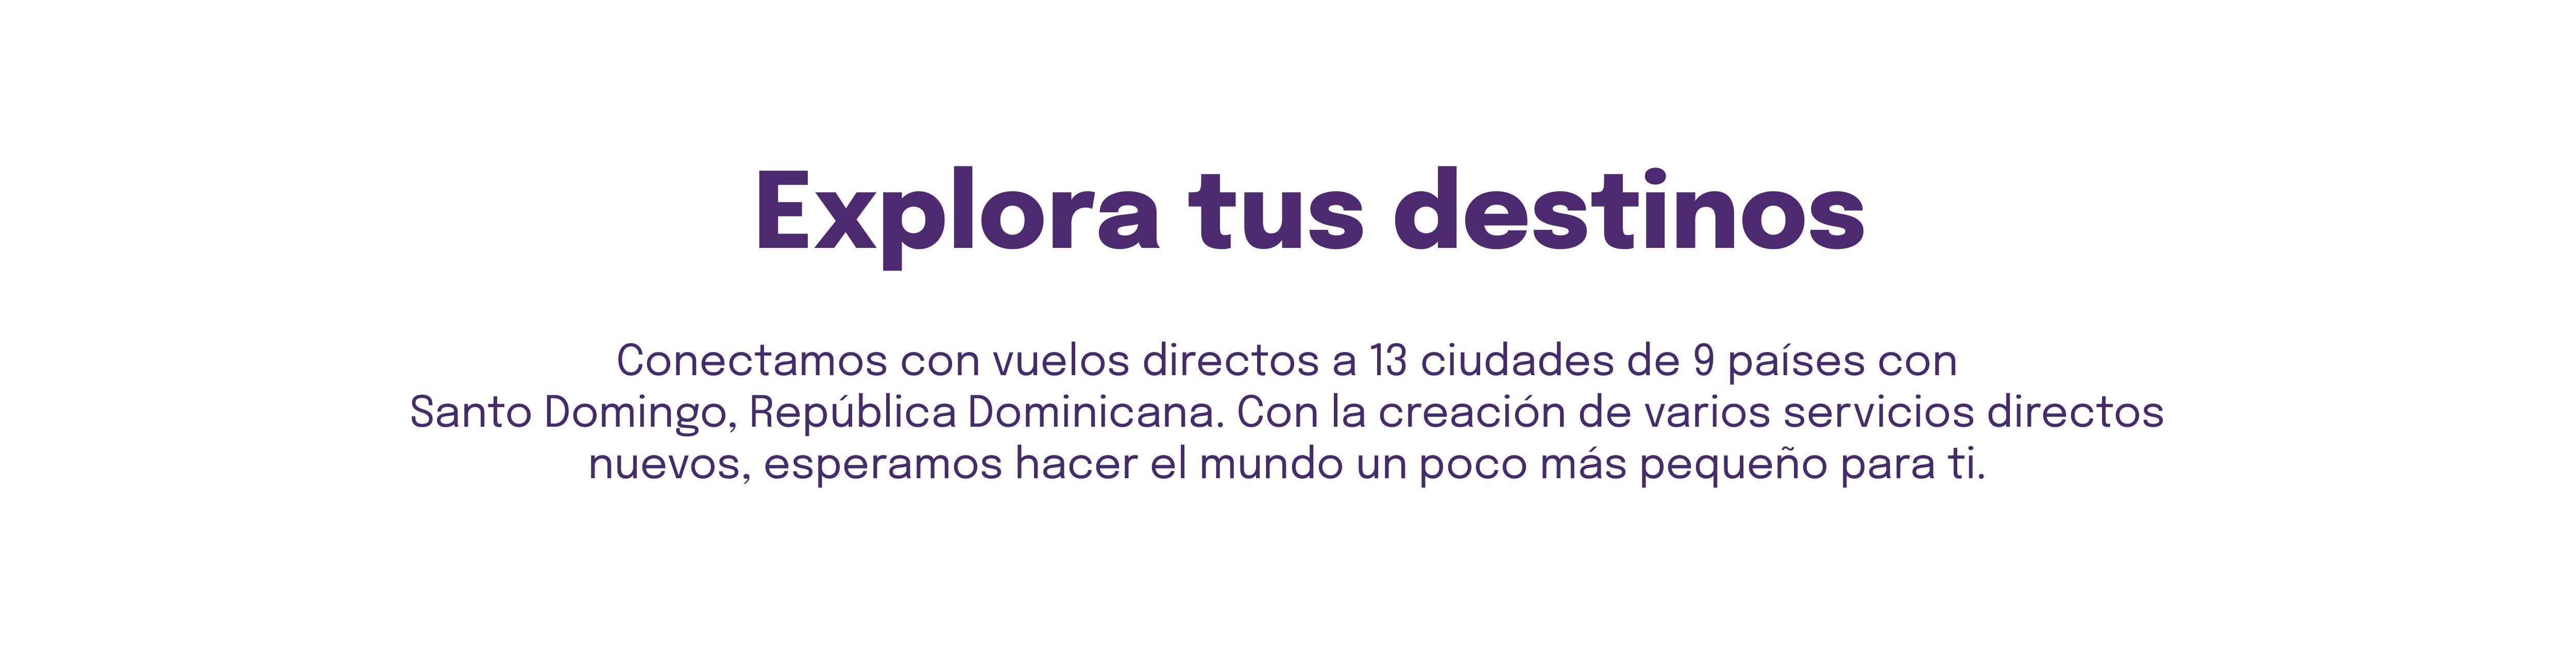 Explora tus destinos
Conectamos con vuelos directos a 13 ciudades de 9 países con
Santo Domingo, República Dominicana. Con la creación de varios servicios directos
nuevos, esperamos hacer el mundo un poco más pequeño para ti.